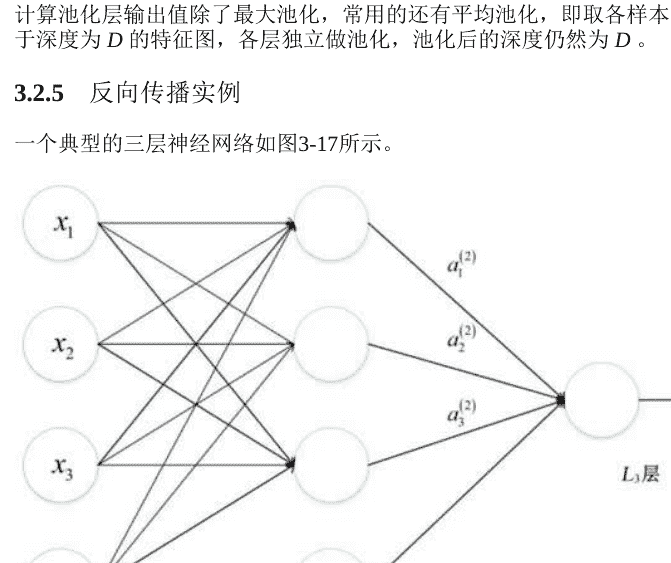 计算池化层输出值除了最大池化，常用的还有平均池化，即取各样本
于深度为 D 的特征图，各层独立做池化，池化后的深度仍然为 D 。
3.2.5 反向传播实例
一个典型的三层神经网络如图3-17所示。
x₁
a₁⁽²⁾
x₂
a₂⁽²⁾
x₃
a₃⁽²⁾
L₃层